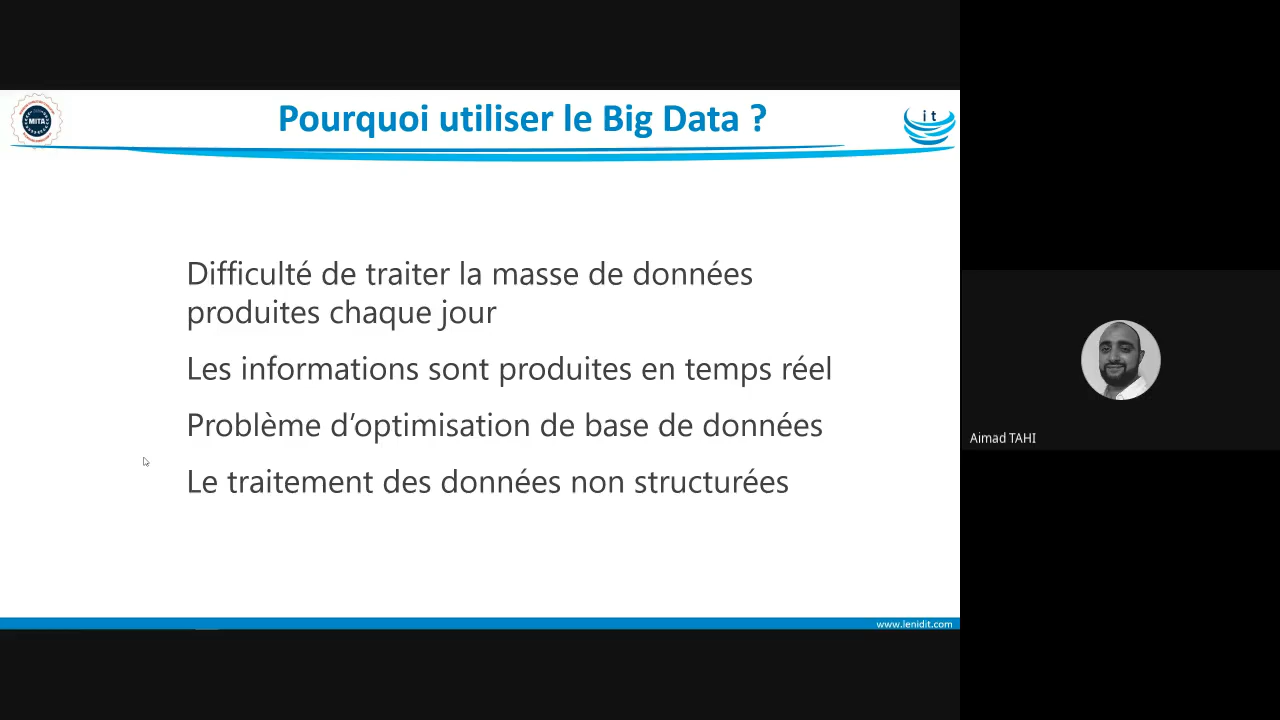 Pourquoi utiliser le Big Data ?
MITA
it
Difficulté de traiter la masse de données
produites chaque jour
Les informations sont produites en temps réel
Problème d’optimisation de base de données
Le traitement des données non structurées
Aimad TAHI
www.lenidit.com